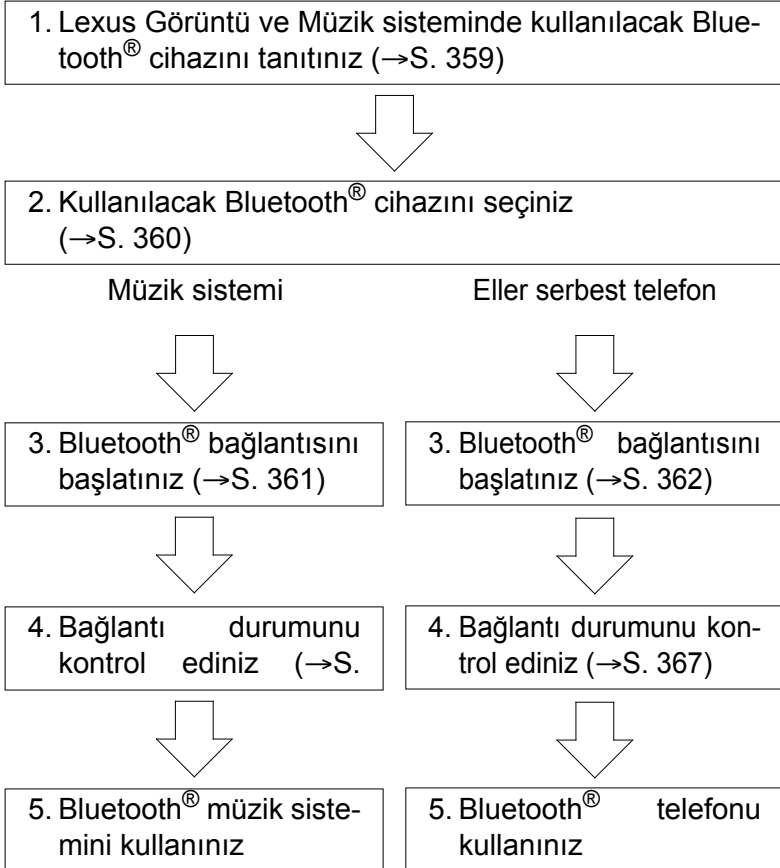 1. Lexus Görüntü ve Müzik sisteminde kullanılacak Blue-
tooth® cihazını tanıtınız (→S. 359)
2. Kullanılacak Bluetooth® cihazını seçiniz
(→S. 360)
Müzik sistemi
Eller serbest telefon
3. Bluetooth® bağlantısını
başlatınız (→S. 361)
3. Bluetooth® bağlantısını
başlatınız (→S. 362)
4. Bağlantı durumunu
kontrol ediniz (→S.
4. Bağlantı durumunu kon-
trol ediniz (→S. 367)
5. Bluetooth® müzik siste-
mini kullanınız
5. Bluetooth® telefonu
kullanınız